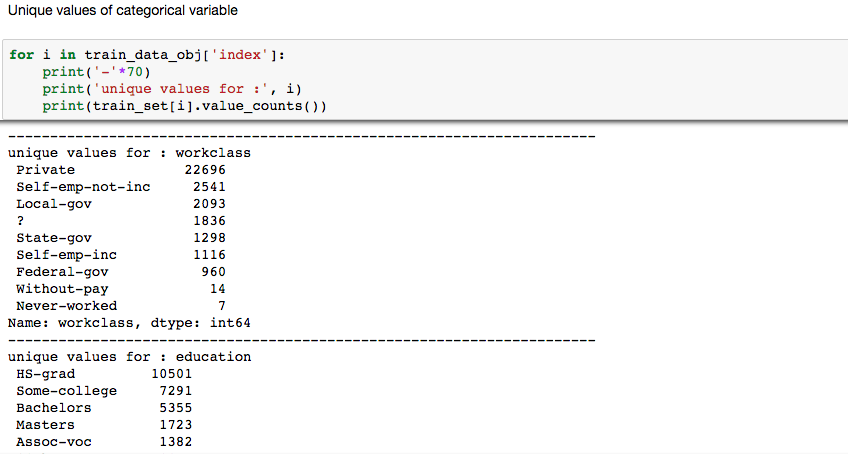 Unique values of categorical variable
for i in train_data_obj['index']:
    print('-'*70)
    print('unique values for :', i)
    print(train_set[i].value_counts())
----------------------------------------------------------------------
unique values for : workclass
 Private             22696
 Self-emp-not-inc     2541
 Local-gov            2093
 ?                    1836
 State-gov            1298
 Self-emp-inc         1116
 Federal-gov           960
 Without-pay            14
 Never-worked            7
Name: workclass, dtype: int64
----------------------------------------------------------------------
unique values for : education
 HS-grad         10501
 Some-college     7291
 Bachelors        5355
 Masters          1723
 Assoc-voc        1382